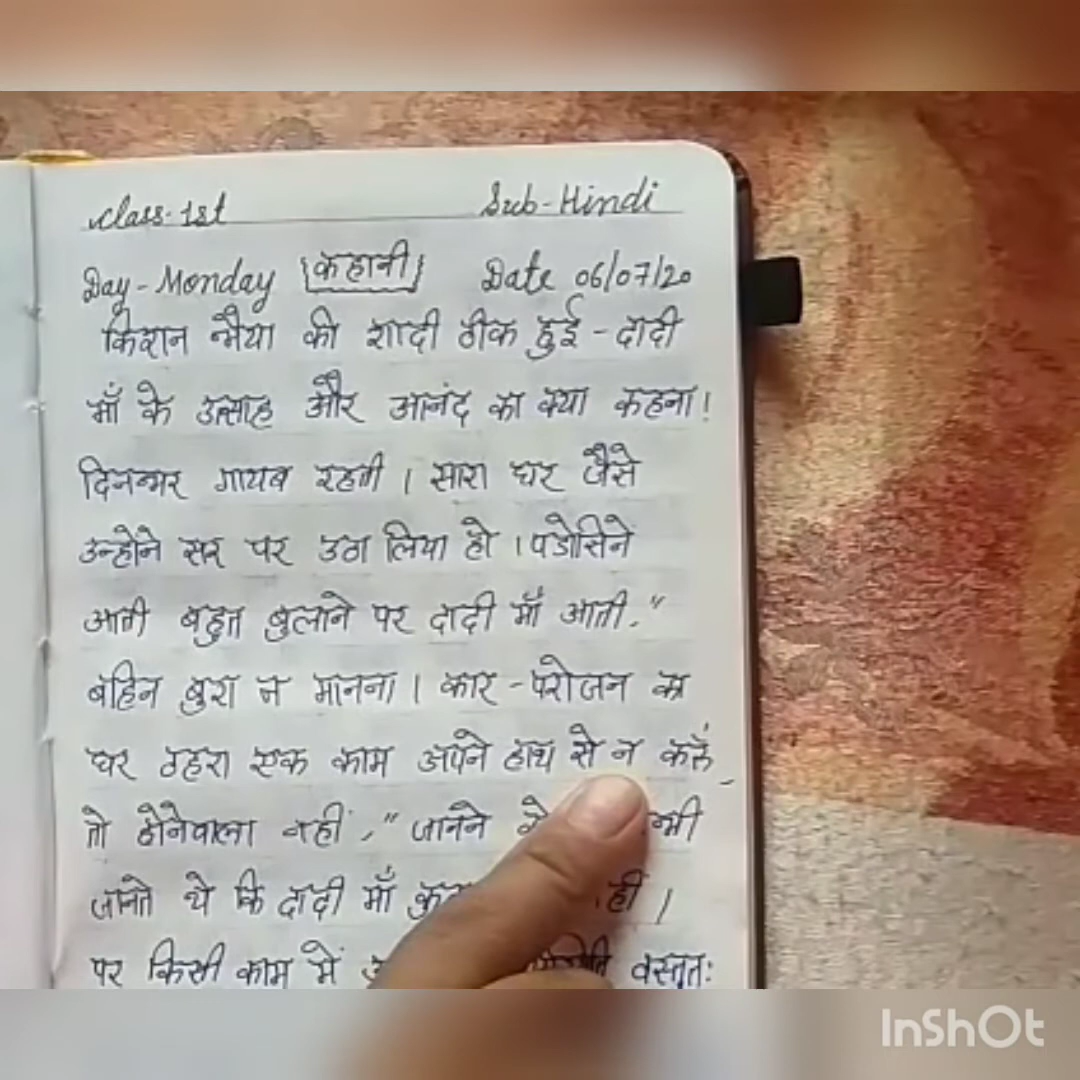 Class-1st Sub-Hindi
Day-Monday कहानी Date 06/07/20
किशन भैया की शादी ठीक हुई - दादी
माँ के उत्साह और आनंद का क्या कहना!
दिनभर गायब रहती । सारा घर जैसे
उन्होने सर पर उठा लिया हो । पडोसिने
आती बहुत बुलाने पर दादी माँ आती."
बहिन बुरा न मानना । कार - परोजन का
घर ठहरा एक काम अपने हाथ से न करूं,
तो होनेवाला नहीं." जानने
जानते थे कि दादी माँ
पर किसी काम में वस्तुत:
InShOt